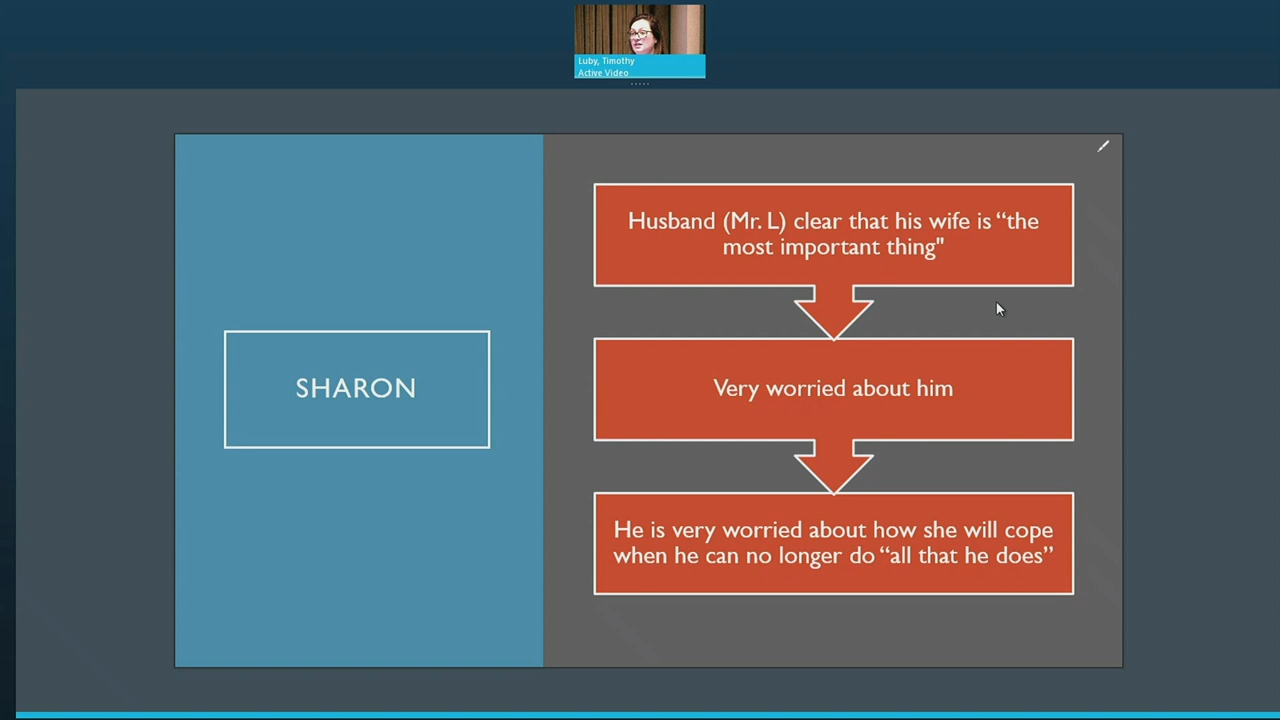 Luby, Timothy
Active Video
SHARON
Husband (Mr. L) clear that his wife is “the
most important thing"
Very worried about him
He is very worried about how she will cope
when he can no longer do “all that he does”